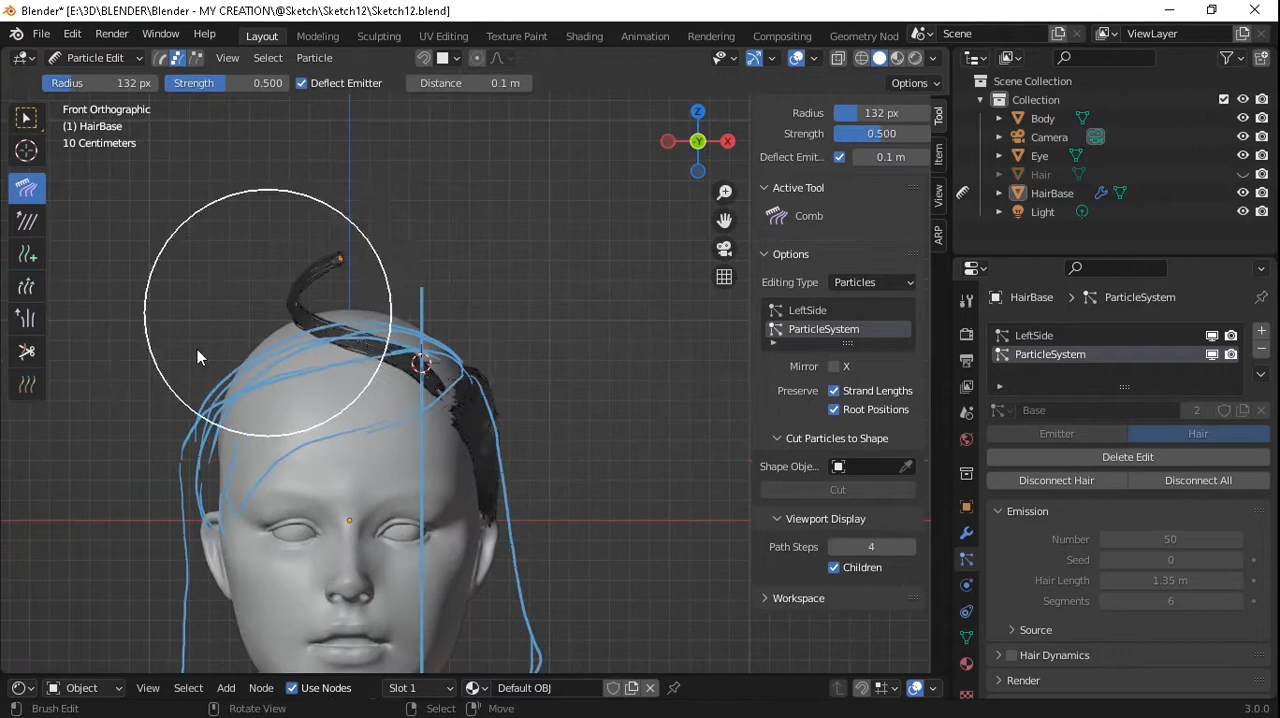 Blender* [E:\3D\BLENDER\Blender - MY CREATION\@Sketch\Sketch12\Sketch12.blend]
File Edit Render Window Help Layout Modeling Sculpting UV Editing Texture Paint Shading Animation Rendering Compositing Geometry Nod Scene ViewLayer
Particle Edit View Select Particle
Radius 132 px Strength 0.500 Deflect Emitter Distance 0.1 m Options
Front Orthographic
(1) HairBase
10 Centimeters
Z
Y
X
Radius 132 px
Strength 0.500
Deflect Emit... 0.1 m
Active Tool
Comb
Options
Editing Type Particles
LeftSide
ParticleSystem
Mirror X
Preserve Strand Lengths
Root Positions
Cut Particles to Shape
Shape Obje...
Cut
Viewport Display
Path Steps 4
Children
Workspace
Tool
Item
View
ARP
Scene Collection
Collection
Body
Camera
Eye
Hair
HairBase
Light
HairBase ParticleSystem
LeftSide
ParticleSystem
Base 2
Emitter Hair
Delete Edit
Disconnect Hair Disconnect All
Emission
Number 50
Seed 0
Hair Length 1.35 m
Segments 6
Source
Hair Dynamics
Render
Object View Select Add Node Use Nodes Slot 1 Default OBJ
Brush Edit Rotate View Select Move 3.0.0